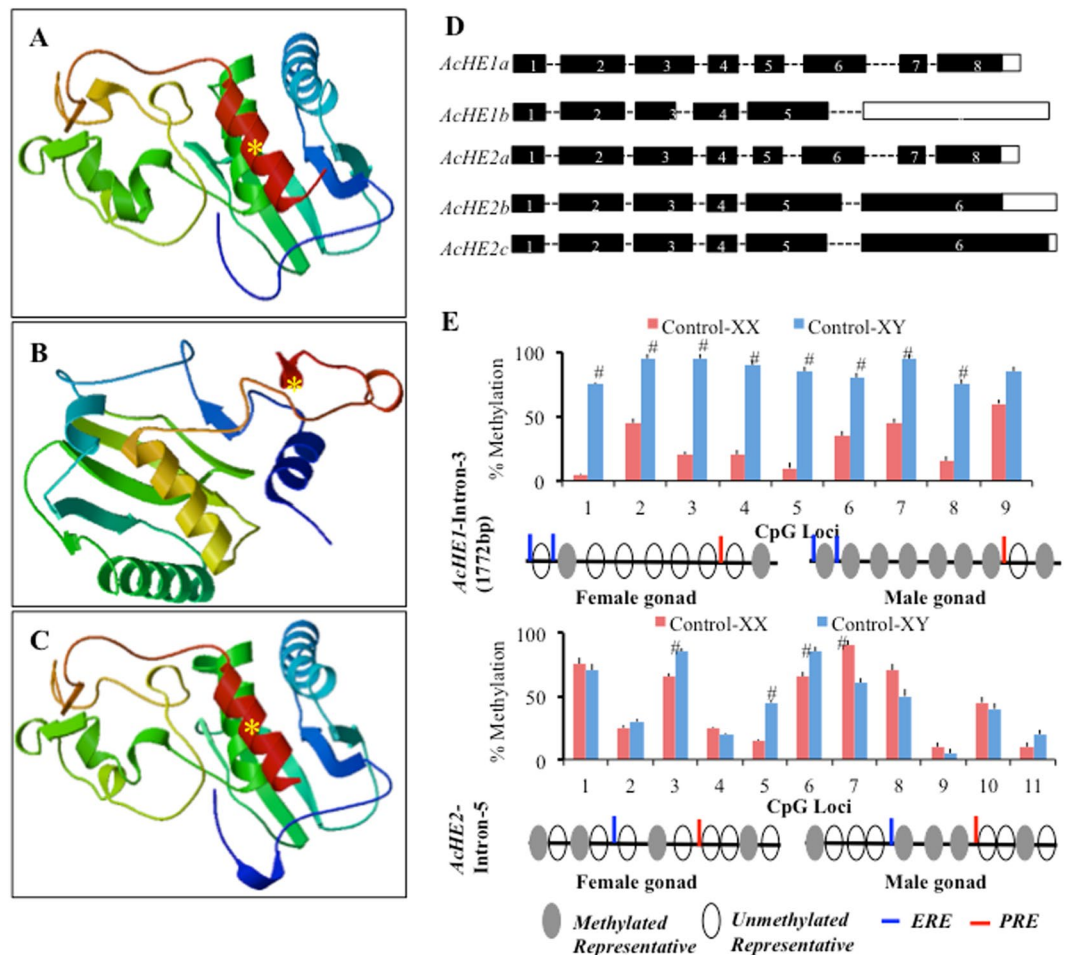 A
B
C
D
AcHE1a 1 2 3 4 5 6 7 8
AcHE1b 1 2 3 4 5
AcHE2a 1 2 3 4 5 6 7 8
AcHE2b 1 2 3 4 5 6
AcHE2c 1 2 3 4 5 6
E
Control-XX Control-XY
% Methylation
100
50
0
# # # # # # # #
1 2 3 4 5 6 7 8 9
CpG Loci
AcHE1-Intron-3
(1772bp)
Female gonad Male gonad
Control-XX Control-XY
% Methylation
100
50
0
# # # #
1 2 3 4 5 6 7 8 9 10 11
CpG Loci
AcHE2-
Intron-5
Female gonad Male gonad
Methylated
Representative
Unmethylated
Representative
ERE
PRE